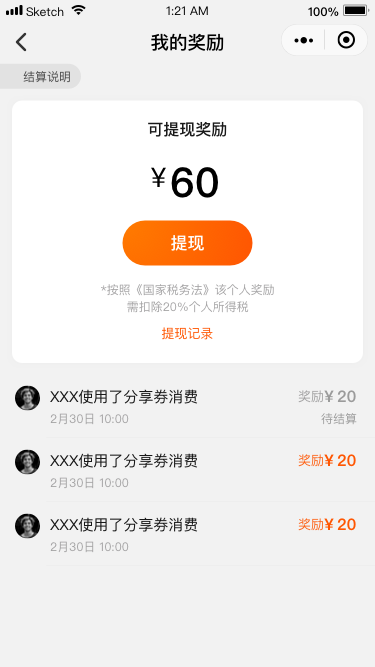 Sketch 1:21 AM 100%
我的奖励
结算说明
可提现奖励
¥60
提现
*按照《国家税务法》该个人奖励
需扣除20%个人所得税
提现记录
XXX使用了分享券消费 奖励¥ 20
2月30日 10:00 待结算
XXX使用了分享券消费 奖励¥ 20
2月30日 10:00
XXX使用了分享券消费 奖励¥ 20
2月30日 10:00